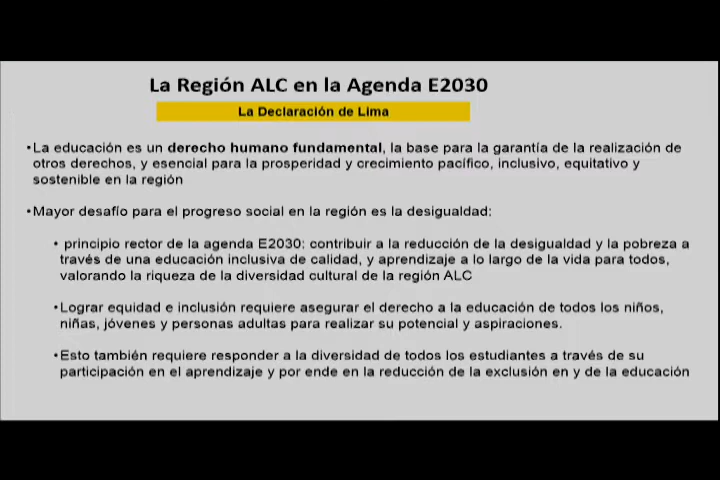 La Región ALC en la Agenda E2030
La Declaración de Lima
•La educación es un derecho humano fundamental, la base para la garantía de la realización de
otros derechos, y esencial para la prosperidad y crecimiento pacífico, inclusivo, equitativo y
sostenible en la región
•Mayor desafío para el progreso social en la región es la desigualdad;
• principio rector de la agenda E2030: contribuir a la reducción de la desigualdad y la pobreza a
través de una educación inclusiva de calidad, y aprendizaje a lo largo de la vida para todos,
valorando la riqueza de la diversidad cultural de la región ALC
•Lograr equidad e inclusión requiere asegurar el derecho a la educación de todos los niños,
niñas, jóvenes y personas adultas para realizar su potencial y aspiraciones.
•Esto también requiere responder a la diversidad de todos los estudiantes a través de su
participación en el aprendizaje y por ende en la reducción de la exclusión en y de la educación